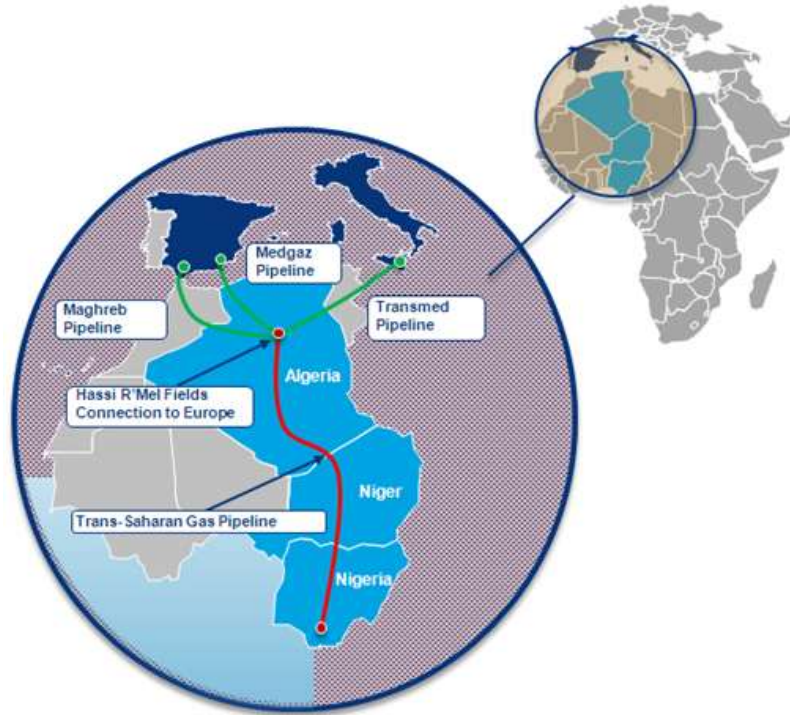 Medgaz
Pipeline
Maghreb
Pipeline
Transmed
Pipeline
Hassi R'Mel Fields
Connection to Europe
Algeria
Niger
Trans-Saharan Gas Pipeline
Nigeria